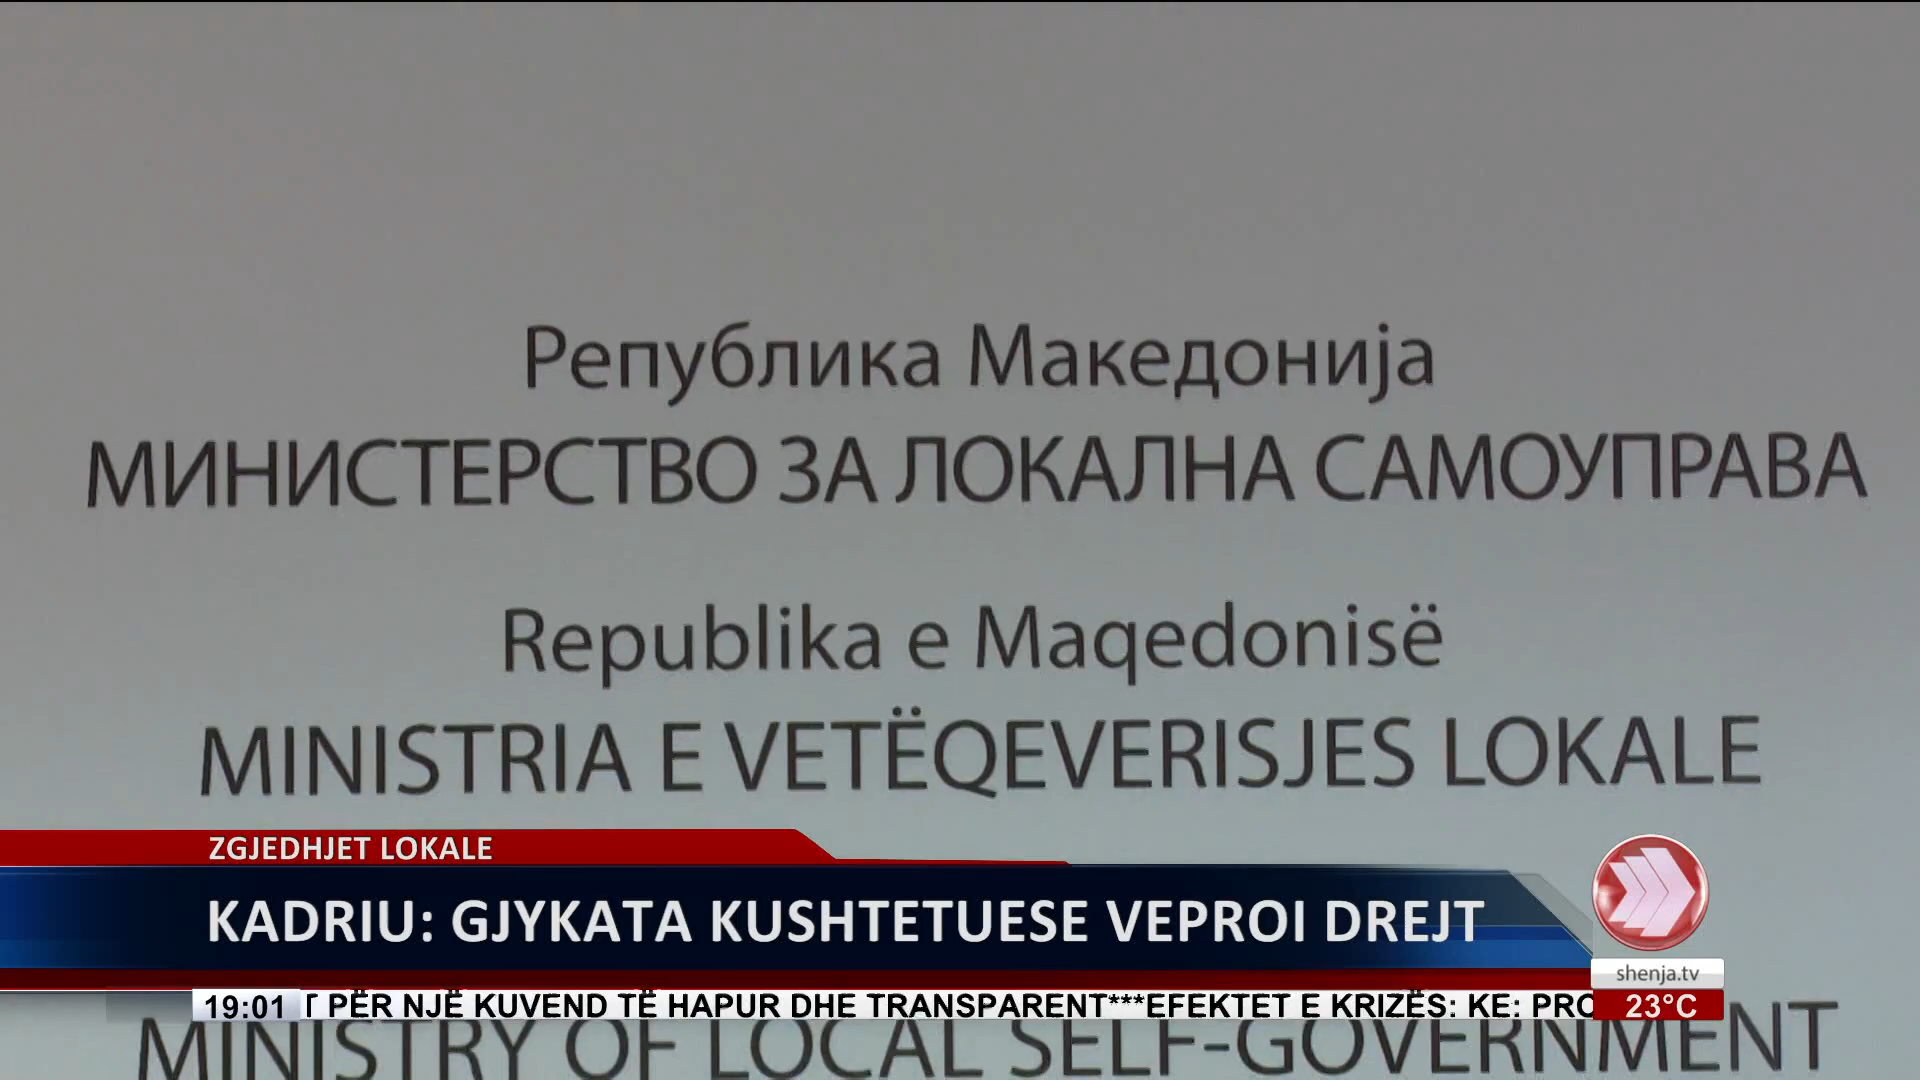 Република Македонија
МИНИСТЕРСТВО ЗА ЛОКАЛНА САМОУПРАВА
Republika e Maqedonisë
MINISTRIA E VETËQEVERISJES LOKALE
ZGJEDHJET LOKALE
KADRIU: GJYKATA KUSHTETUESE VEPROI DREJT
shenja.tv
19:01 PËR NJË KUVEND TË HAPUR DHE TRANSPARENT***EFEKTET E KRIZËS: KE: 23°C
MINISTRY OF LOCAL SELF-GOVERNMENT